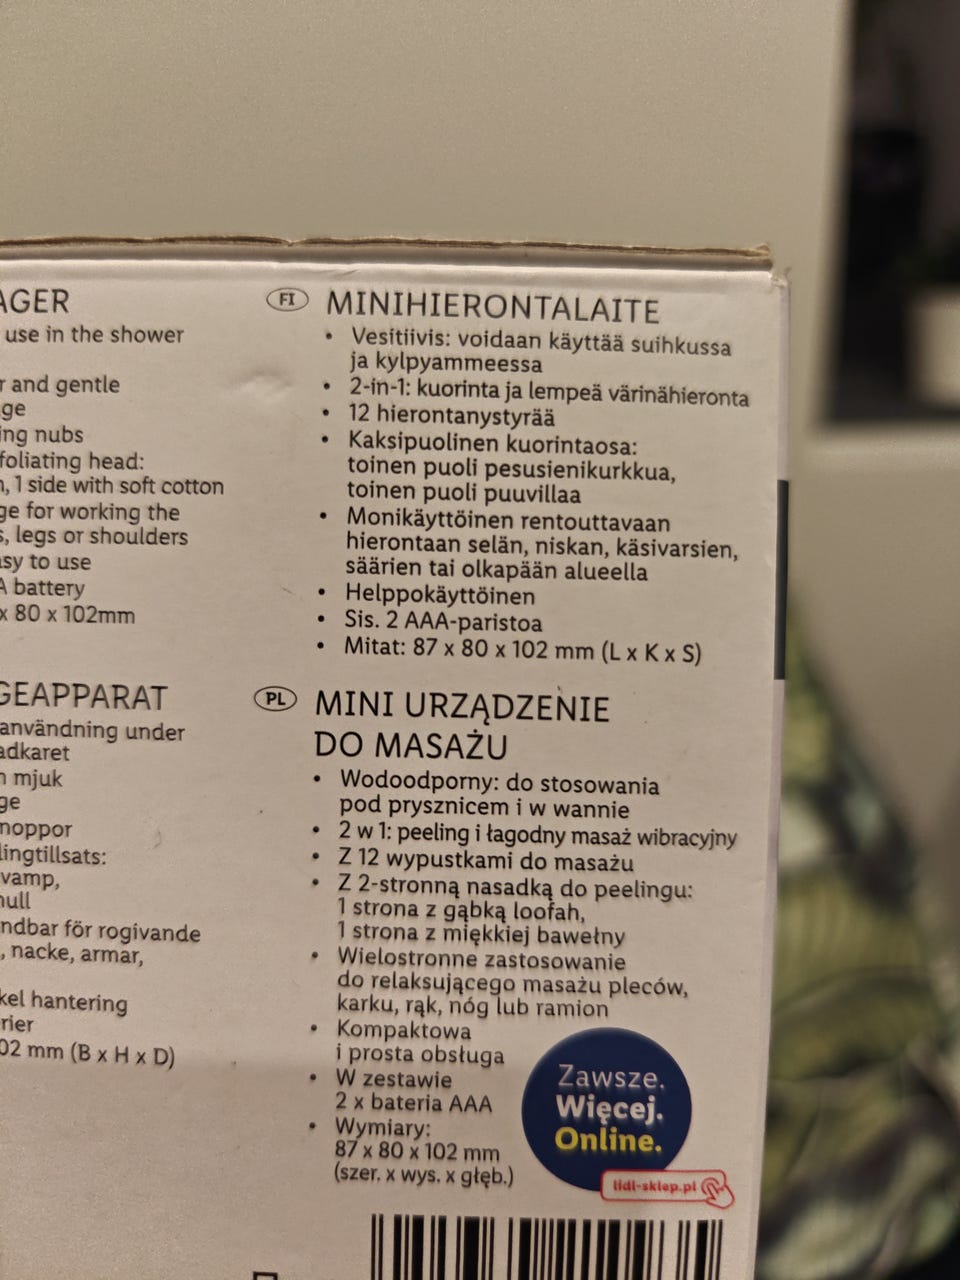 AGER
use in the shower
and gentle
ge
ing nubs
foliating head:
1 side with soft cotton
ge for working the
legs or shoulders
asy to use
A battery
x 80 x 102mm
FI MINIHIERONTALAITE
• Vesitiivis: voidaan käyttää suihkussa
ja kylpyammeessa
• 2-in-1: kuorinta ja lempeä värinähieronta
• 12 hierontanystyrää
• Kaksipuolinen kuorintaosa:
toinen puoli pesusienikurkkua,
toinen puoli puuvillaa
• Monikäyttöinen rentouttavaan
hierontaan selän, niskan, käsivarsien,
säärien tai olkapään alueella
• Helppokäyttöinen
• Sis. 2 AAA-paristoa
• Mitat: 87 x 80 x 102 mm (L x K x S)
GEAPPARAT
användning under
adkaret
mjuk
ge
noppor
lingtillsats:
vamp,
null
ndbar för rogivande
, nacke, armar,
kel hantering
rier
02 mm (B x H x D)
PL MINI URZĄDZENIE
DO MASAŻU
• Wodoodporny: do stosowania
pod prysznicem i w wannie
• 2 w 1: peeling i łagodny masaż wibracyjny
• Z 12 wypustkami do masażu
• Z 2-stronną nasadką do peelingu:
1 strona z gąbką loofah,
1 strona z miękkiej bawełny
• Wielostronne zastosowanie
do relaksującego masażu pleców,
karku, rąk, nóg lub ramion
• Kompaktowa
i prosta obsługa
• W zestawie
2 x bateria AAA
• Wymiary:
87 x 80 x 102 mm
(szer. x wys. x głęb.)
Zawsze.
Więcej.
Online.
lidl-sklep.pl